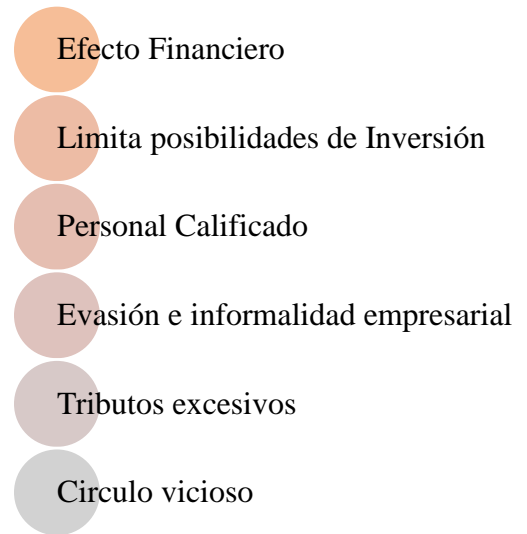 Efecto Financiero
Limita posibilidades de Inversión
Personal Calificado
Evasión e informalidad empresarial
Tributos excesivos
Circulo vicioso